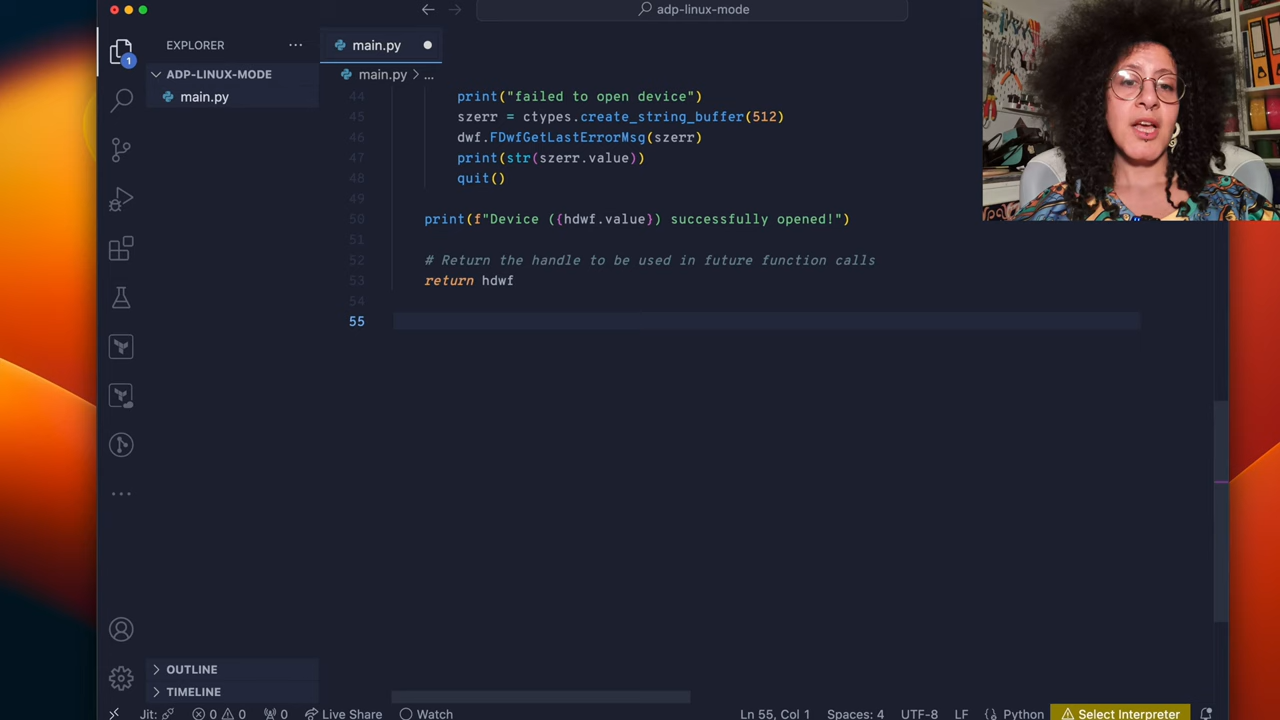 adp-linux-mode
EXPLORER
main.py
ADP-LINUX-MODE
main.py > ...
main.py
1
44 print("failed to open device")
45 szerr = ctypes.create_string_buffer(512)
46 dwf.FDwfGetLastErrorMsg(szerr)
47 print(str(szerr.value))
48 quit()
49
50 print(f"Device ({hdwf.value}) successfully opened!")
51
52 # Return the handle to be used in future function calls
53 return hdwf
54
55
OUTLINE
TIMELINE
Jit: 0 0 0 Live Share Watch Ln 55, Col 1 Spaces: 4 UTF-8 LF Python Select Interpreter